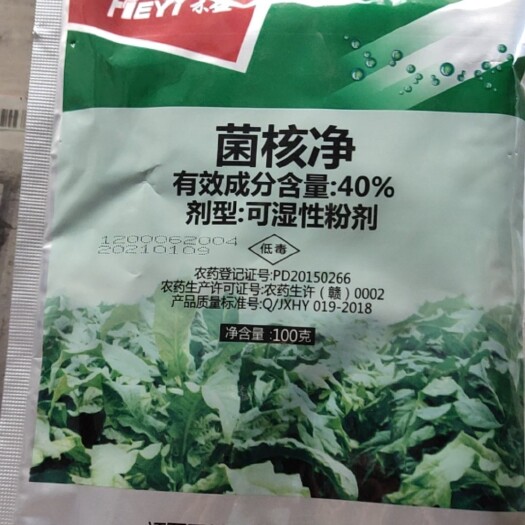 HEYI 禾益
菌核净
有效成分含量:40%
剂型:可湿性粉剂
1200062004
20210109
低毒
农药登记证号:PD20150266
农药生产许可证号:农药生许（赣）0002
产品质量标准号:Q/JXHY 019-2018
净含量:100克